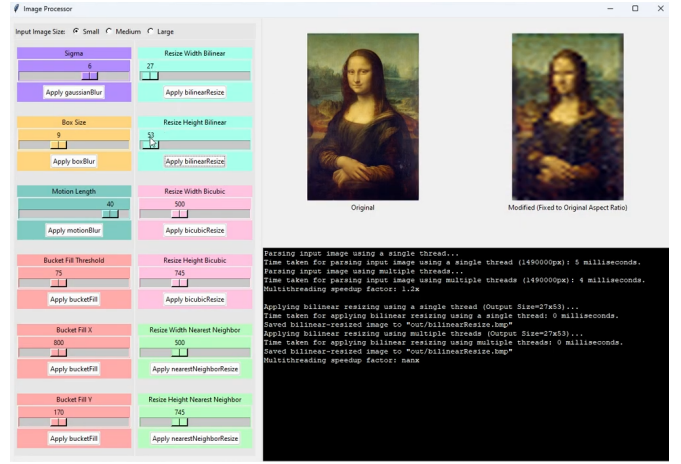 Image Processor
Input Image Size: Small Medium Large
Sigma
6
Apply gaussianBlur
Resize Width Bilinear
27
Apply bilinearResize
Box Size
9
Apply boxBlur
Resize Height Bilinear
53
Apply bilinearResize
Motion Length
40
Apply motionBlur
Resize Width Bicubic
500
Apply bicubicResize
Bucket Fill Threshold
75
Apply bucketFill
Resize Height Bicubic
745
Apply bicubicResize
Bucket Fill X
800
Apply bucketFill
Resize Width Nearest Neighbor
500
Apply nearestNeighborResize
Bucket Fill Y
170
Apply bucketFill
Resize Height Nearest Neighbor
745
Apply nearestNeighborResize
Original
Modified (Fixed to Original Aspect Ratio)
Parsing input image using a single thread...
Time taken for parsing input image using a single thread (1490000px): 5 milliseconds.
Parsing input image using multiple threads...
Time taken for parsing input image using multiple threads (1490000px): 4 milliseconds.
Multithreading speedup factor: 1.2x
Applying bilinear resizing using a single thread (Output Size=27x53)...
Time taken for applying bilinear resizing using a single thread: 0 milliseconds.
Saved bilinear-resized image to "out/bilinearResize.bmp"
Applying bilinear resizing using multiple threads (Output Size=27x53)...
Time taken for applying bilinear resizing using multiple threads: 0 milliseconds.
Saved bilinear-resized image to "out/bilinearResize.bmp"
Multithreading speedup factor: nanx